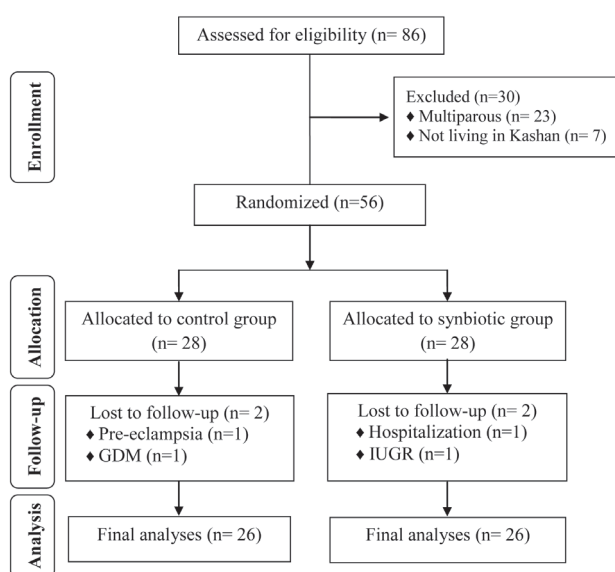 Assessed for eligibility (n= 86)
Enrollment
Excluded (n=30)
♦ Multiparous (n= 23)
♦ Not living in Kashan (n= 7)
Randomized (n=56)
Allocation
Allocated to control group
(n= 28)
Allocated to synbiotic group
(n= 28)
Follow-up
Lost to follow-up (n= 2)
♦ Pre-eclampsia (n=1)
♦ GDM (n=1)
Lost to follow-up (n= 2)
♦ Hospitalization (n=1)
♦ IUGR (n=1)
Analysis
Final analyses (n= 26)
Final analyses (n= 26)